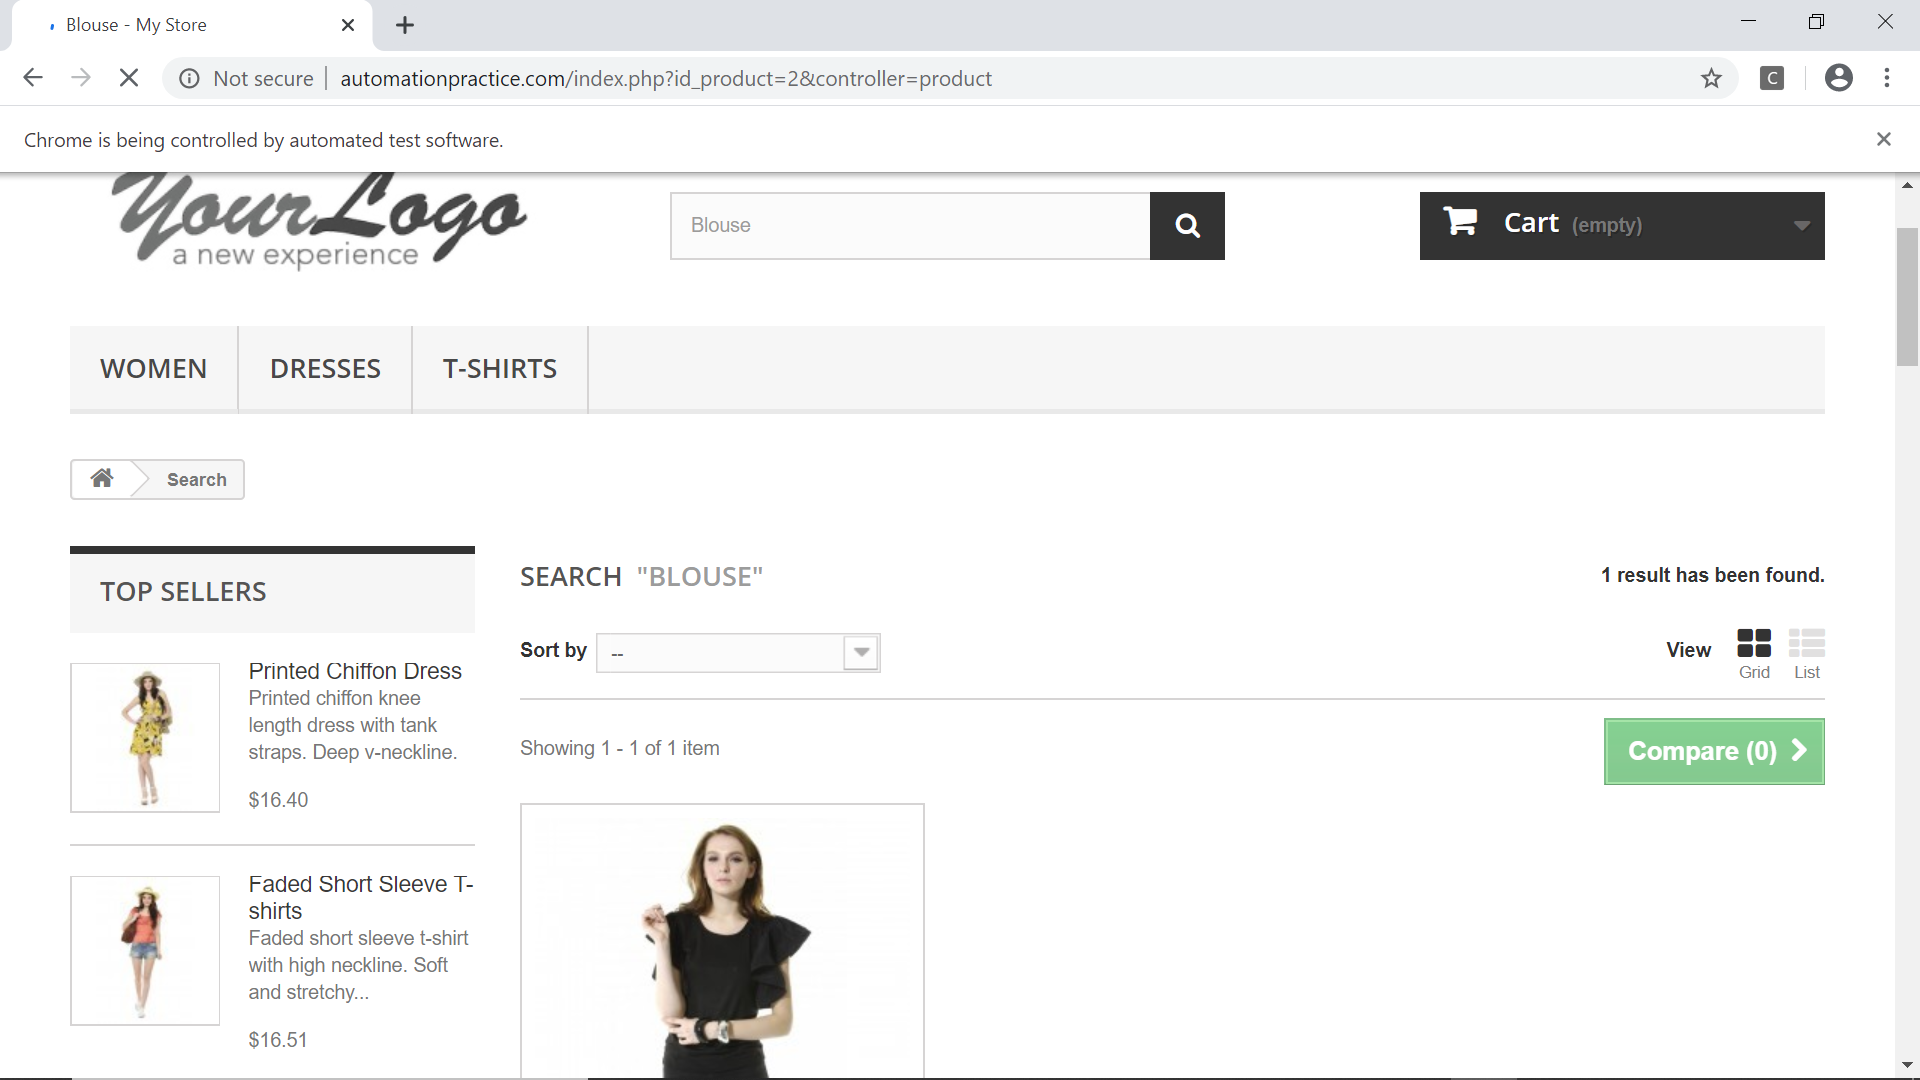 Blouse - My Store
Not secure
automationpractice.com/index.php?id_product=2&controller=product
C
Chrome is being controlled by automated test software.
Your Logo
a new experience
Blouse
Cart (empty)
WOMEN
DRESSES
T-SHIRTS
Search
TOP SELLERS
Printed Chiffon Dress
Printed chiffon knee
length dress with tank
straps. Deep v-neckline.
$16.40
Faded Short Sleeve T-
shirts
Faded short sleeve t-shirt
with high neckline. Soft
and stretchy...
$16.51
SEARCH "BLOUSE"
1 result has been found.
Sort by
--
View
Grid
List
Showing 1 - 1 of 1 item
Compare (0)